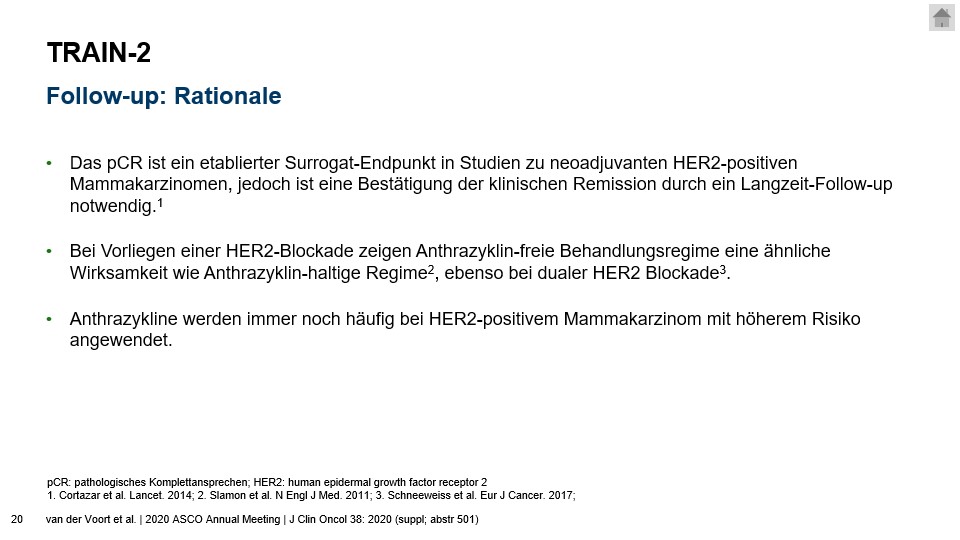 TRAIN-2
Follow-up: Rationale
• Das pCR ist ein etablierter Surrogat-Endpunkt in Studien zu neoadjuvanten HER2-positiven
Mammakarzinomen, jedoch ist eine Bestätigung der klinischen Remission durch ein Langzeit-Follow-up
notwendig.¹
• Bei Vorliegen einer HER2-Blockade zeigen Anthrazyklin-freie Behandlungsregime eine ähnliche
Wirksamkeit wie Anthrazyklin-haltige Regime², ebenso bei dualer HER2 Blockade³.
• Anthrazykline werden immer noch häufig bei HER2-positivem Mammakarzinom mit höherem Risiko
angewendet.
pCR: pathologisches Komplettansprechen; HER2: human epidermal growth factor receptor 2
1. Cortazar et al. Lancet. 2014; 2. Slamon et al. N Engl J Med. 2011; 3. Schneeweiss et al. Eur J Cancer. 2017;
20 van der Voort et al. | 2020 ASCO Annual Meeting | J Clin Oncol 38: 2020 (suppl; abstr 501)